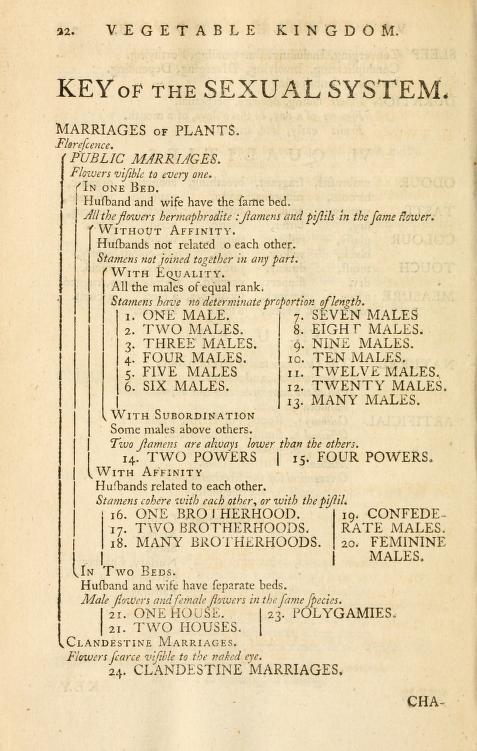 22. VEGETABLE KINGDOM.
KEY OF THE SEXUAL SYSTEM.
MARRIAGES OF PLANTS.
Floreſcence.
PUBLIC MARRIAGES.
Flowers viſible to every one.
IN ONE BED.
Huſband and wife have the ſame bed.
All the flowers hermaphrodite : ſtamens and piſtils in the ſame flower.
WITHOUT AFFINITY.
Huſbands not related o each other.
Stamens not joined together in any part.
WITH EQUALITY.
All the males of equal rank.
Stamens have no determinate proportion of length.
1. ONE MALE.
2. TWO MALES.
3. THREE MALES.
4. FOUR MALES.
5. FIVE MALES
6. SIX MALES.
7. SEVEN MALES
8. EIGHT MALES.
9. NINE MALES.
10. TEN MALES.
11. TWELVE MALES.
12. TWENTY MALES.
13. MANY MALES.
WITH SUBORDINATION
Some males above others.
Two ſtamens are always lower than the others.
14. TWO POWERS | 15. FOUR POWERS.
WITH AFFINITY
Huſbands related to each other.
Stamens cohere with each other, or with the piſtil.
16. ONE BROTHERHOOD.
17. TWO BROTHERHOODS.
18. MANY BROTHERHOODS.
19. CONFEDE-
RATE MALES.
20. FEMININE
MALES.
IN TWO BEDS.
Huſband and wife have ſeparate beds.
Male flowers and female flowers in the ſame ſpecies.
21. ONE HOUSE.
21. TWO HOUSES.
23. POLYGAMIES.
CLANDESTINE MARRIAGES.
Flowers ſcarce viſible to the naked eye.
24. CLANDESTINE MARRIAGES.
CHA-